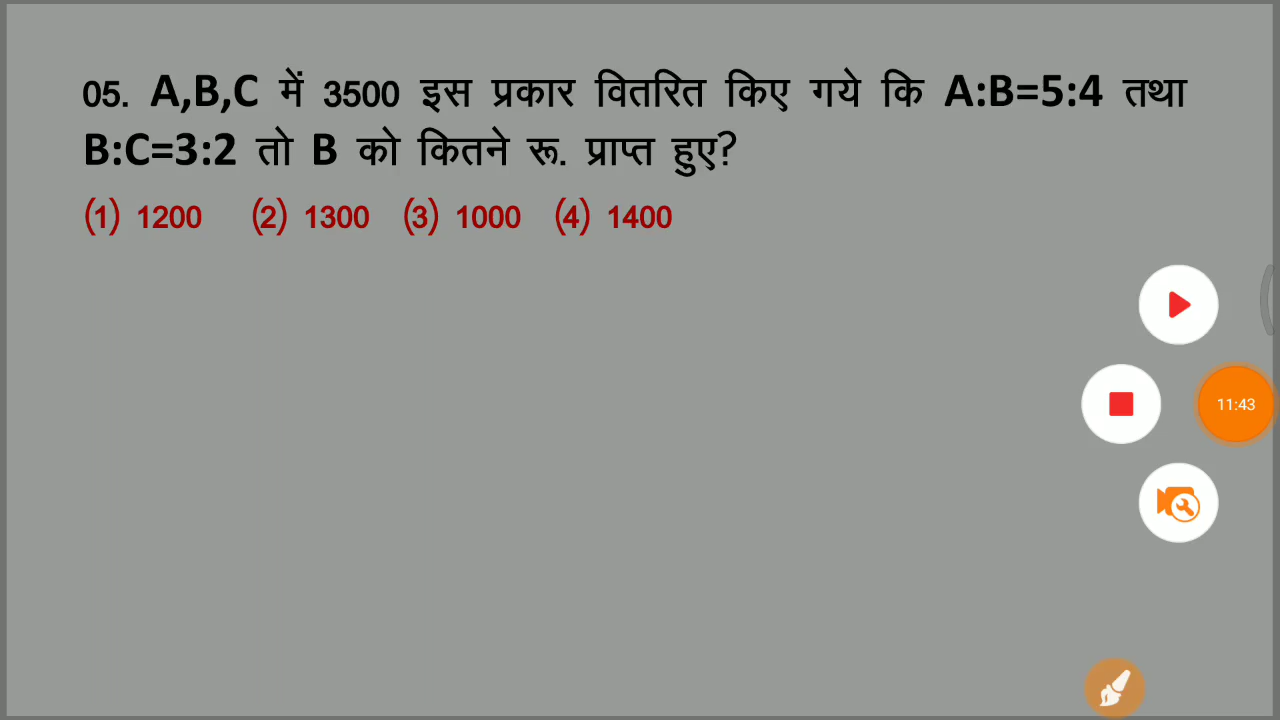 05. A,B,C में 3500 इस प्रकार वितरित किए गये कि A:B=5:4 तथा
B:C=3:2 तो B को कितने रू. प्राप्त हुए?
(1) 1200 (2) 1300 (3) 1000 (4) 1400
11:43